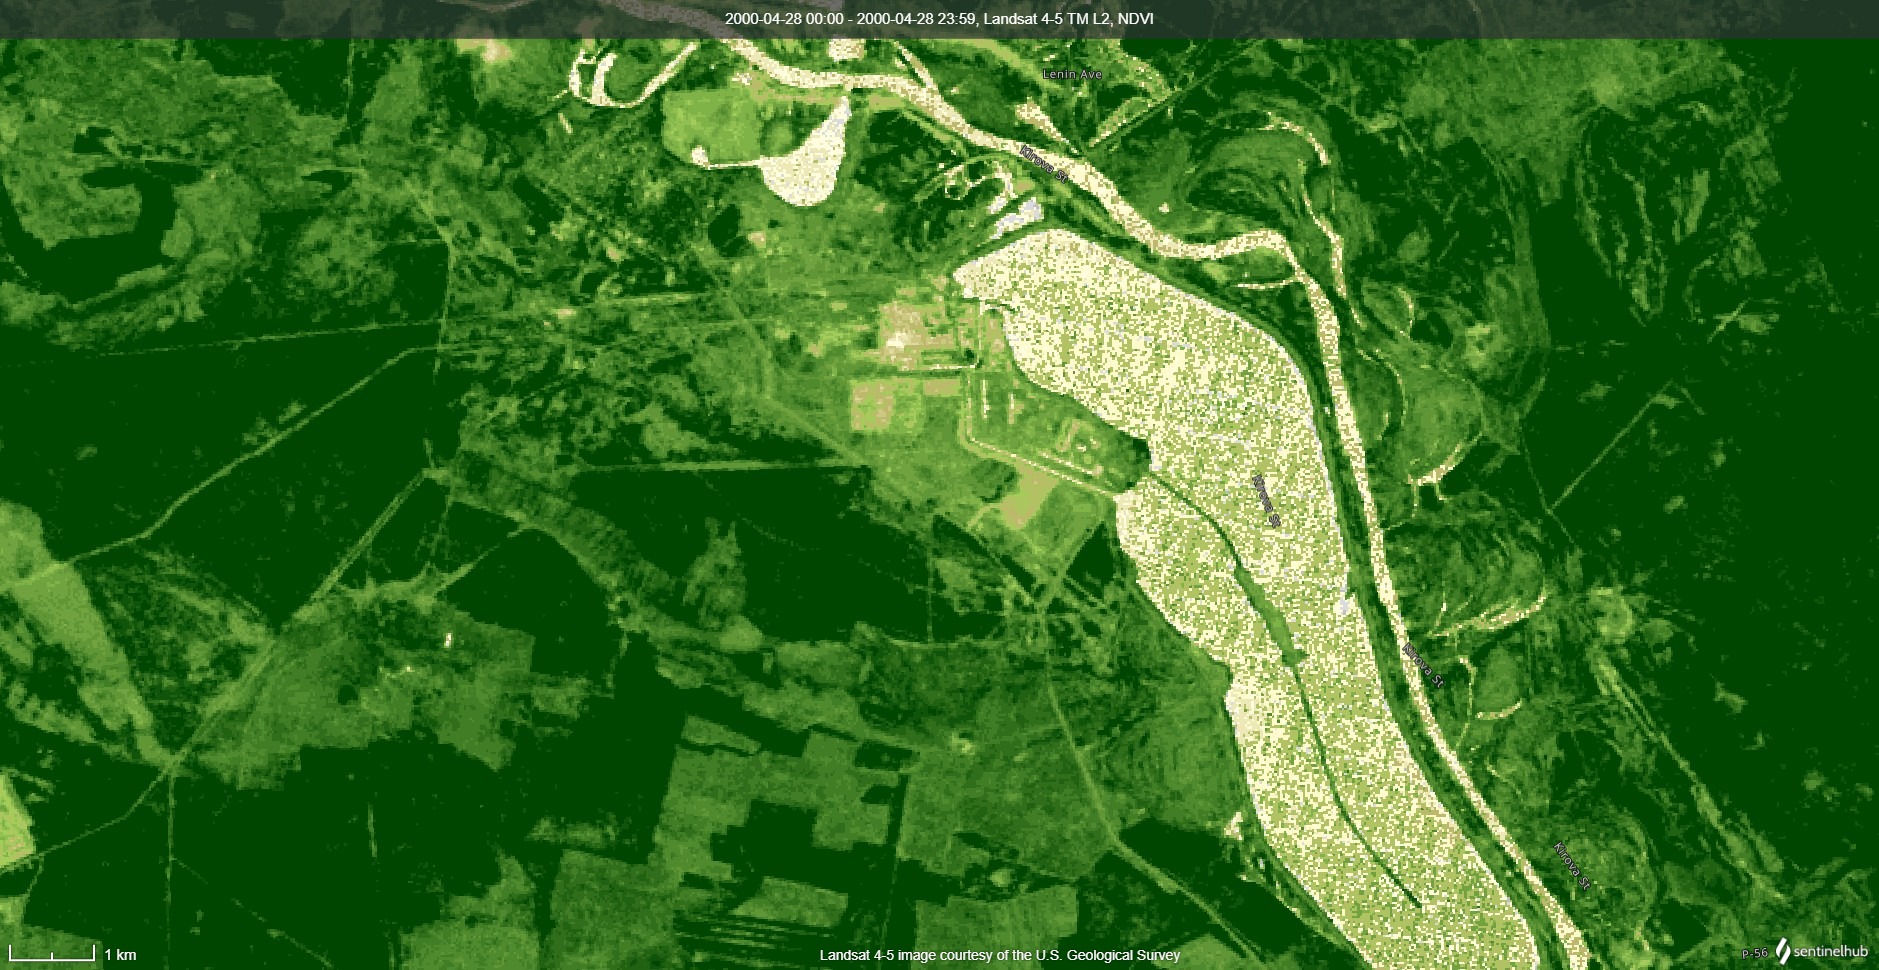 2000-04-28 00:00 - 2000-04-28 23:59, Landsat 4-5 TM L2, NDVI
Lenin Ave
Kirova St
Kirova St
Kirova St
Kirova St
1 km
Landsat 4-5 image courtesy of the U.S. Geological Survey
P-56
sentinelhub